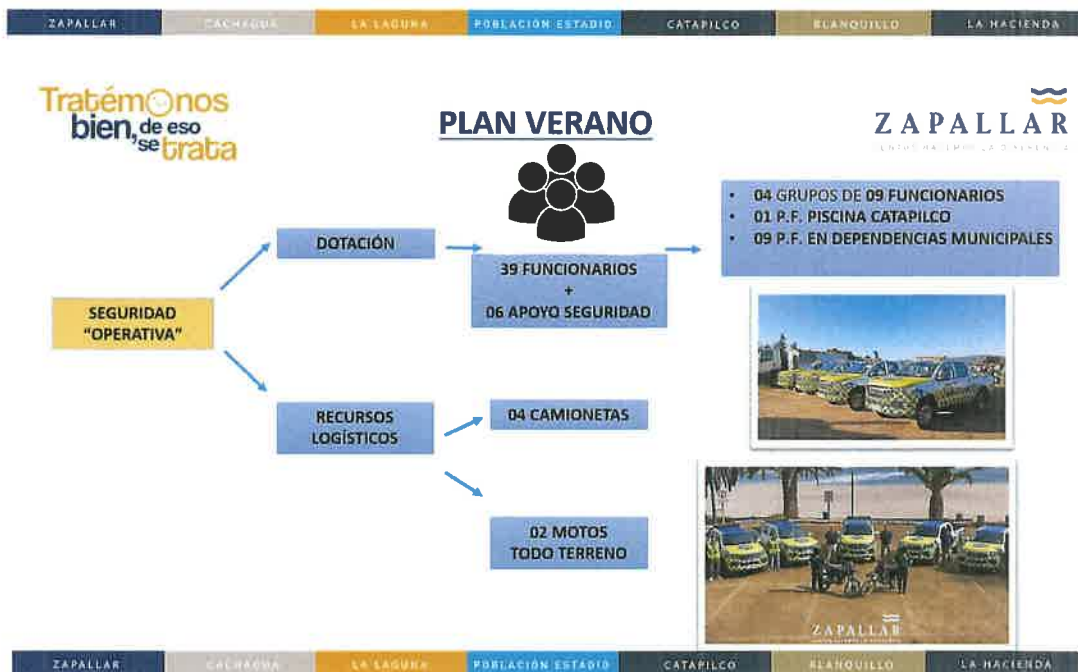 ZAPALLAR CACHAGUA LA LAGUNA POBLACIÓN ESTADIO CATAPILCO BLANQUILLO LA HACIENDA
Tratémonos
bien, de eso
se trata
PLAN VERANO
ZAPALLAR
• 04 GRUPOS DE 09 FUNCIONARIOS
• 01 P.F. PISCINA CATAPILCO
• 09 P.F. EN DEPENDENCIAS MUNICIPALES
DOTACIÓN
39 FUNCIONARIOS
+
06 APOYO SEGURIDAD
SEGURIDAD
"OPERATIVA"
RECURSOS
LOGÍSTICOS
04 CAMIONETAS
02 MOTOS
TODO TERRENO
ZAPALLAR
ZAPALLAR CACHAGUA LA LAGUNA POBLACIÓN ESTADIO CATAPILCO BLANQUILLO LA HACIENDA